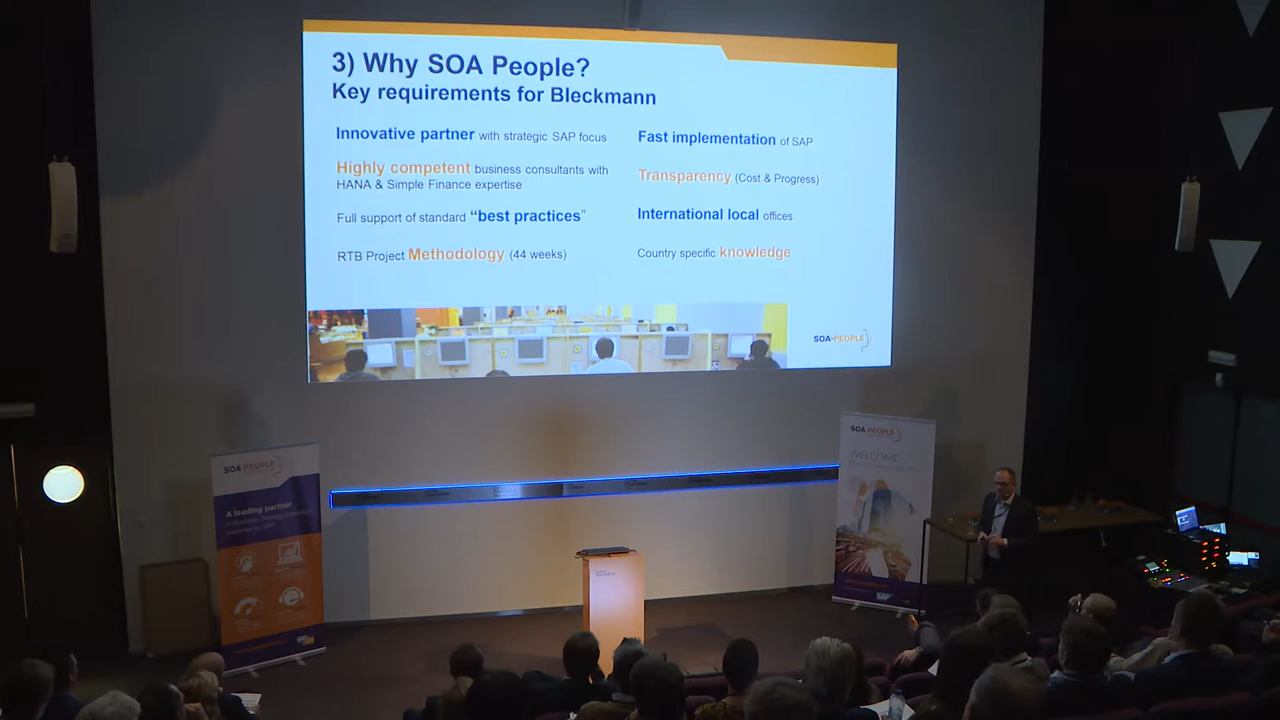 3) Why SOA People?
Key requirements for Bleckmann
Innovative partner with strategic SAP focus
Highly competent business consultants with
HANA & Simple Finance expertise
Full support of standard “best practices”
RTB Project Methodology (44 weeks)
Fast implementation of SAP
Transparency (Cost & Progress)
International local offices
Country specific knowledge
SOA PEOPLE
SOA PEOPLE
A leading partner
SOA PEOPLE
WELCOME